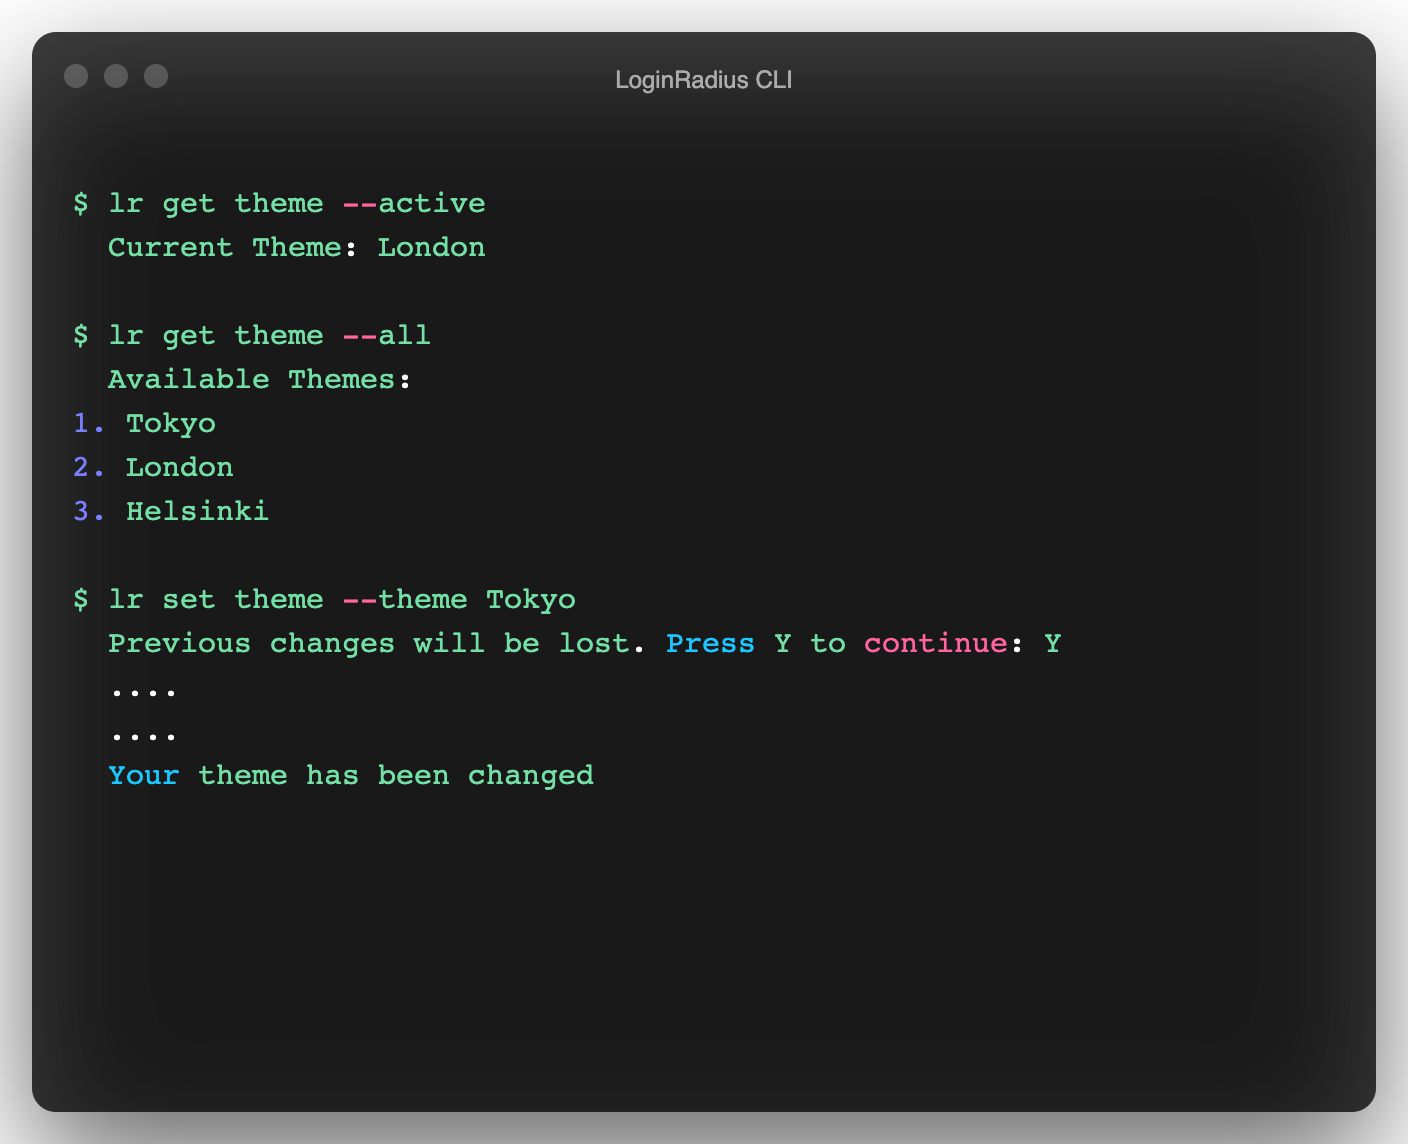 LoginRadius CLI
$ lr get theme --active
Current Theme: London
$ lr get theme --all
Available Themes:
1. Tokyo
2. London
3. Helsinki
$ lr set theme --theme Tokyo
Previous changes will be lost. Press Y to continue: Y
....
....
Your theme has been changed